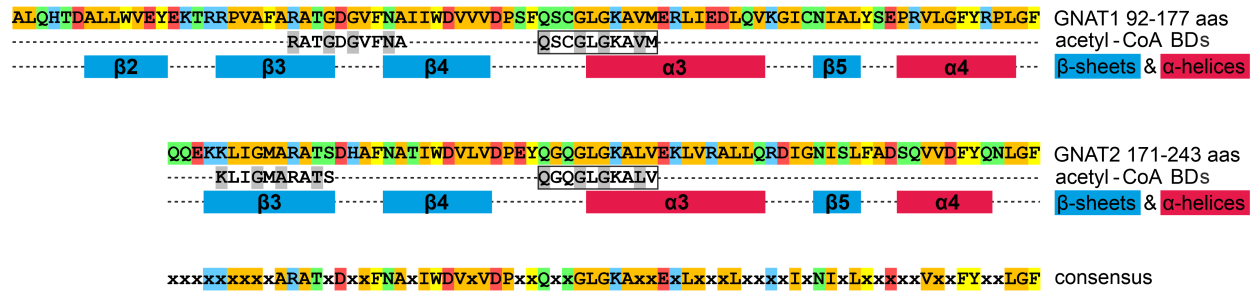 ALQHTDALLWVEYEKTRRPVAFARATGDGVFNAIIWDVVVDPSFQSCGLGKAVMERLIEDLQVKGICNIALYSEPRVLGFYRPLGF GNAT1 92-177 aas
RATGDGVFNA QSCGLGKAVM acetyl-CoA BDs
β2 β3 β4 α3 β5 α4 β-sheets & α-helices
QQEKKLIGMARATSDHAFNATIWDVLVDPEYQGQGLGKALVEKLVRALLQRDIGNISLFADSQVVDFYQNLGF GNAT2 171-243 aas
KLIGMARATS QGQGLGKALV acetyl-CoA BDs
β3 β4 α3 β5 α4 β-sheets & α-helices
xxxxxxxxxARATxDxxFNAxIWDVxVDPxxQxxGLGKAxxExLxxxLxxxxIxNIxLxxxxxVxxFYxxLGF consensus